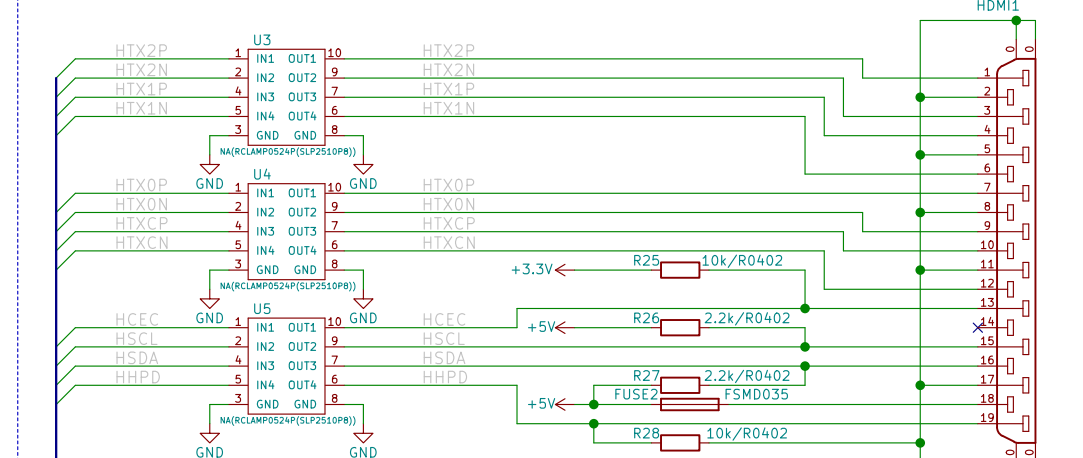 HDMI1
U3
HTX2P 1 IN1 OUT1 10 HTX2P
HTX2N 2 IN2 OUT2 9 HTX2N 1
HTX1P 4 IN3 OUT3 7 HTX1P 2
HTX1N 5 IN4 OUT4 6 HTX1N 3
3 GND GND 8 4
NA(RCLAMP0524P(SLP2510P8)) 5
GND GND 6
U4
HTX0P 1 IN1 OUT1 10 HTX0P 7
HTX0N 2 IN2 OUT2 9 HTX0N 8
HTXCP 4 IN3 OUT3 7 HTXCP 9
HTXCN 5 IN4 OUT4 6 HTXCN 10
3 GND GND 8 +3.3V R25 10k/R0402 11
NA(RCLAMP0524P(SLP2510P8)) 12
GND GND
U5 13
HCEC 1 IN1 OUT1 10 HCEC +5V R26 2.2k/R0402 14
HSCL 2 IN2 OUT2 9 HSCL 15
HSDA 4 IN3 OUT3 7 HSDA 16
HHPD 5 IN4 OUT4 6 HHPD R27 2.2k/R0402 17
3 GND GND 8 +5V FUSE2 FSMD035 18
NA(RCLAMP0524P(SLP2510P8)) 19
R28 10k/R0402
GND GND
0 0
0 0